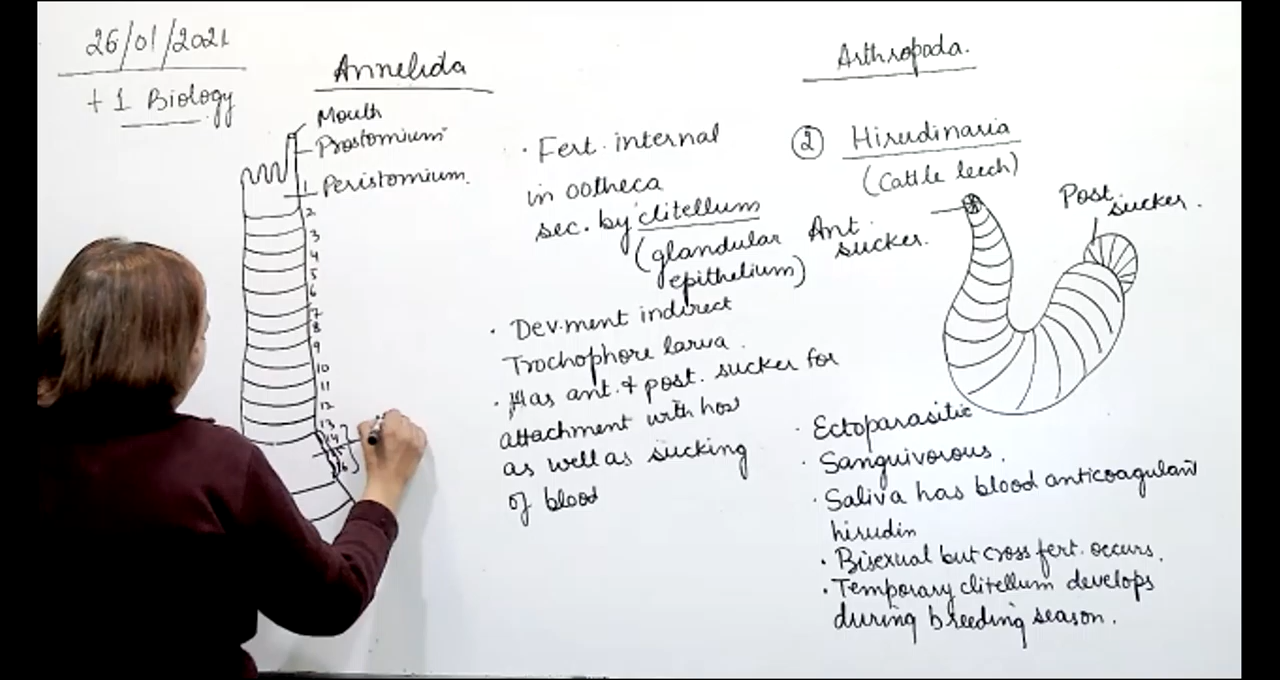 26/01/2021
+1 Biology
Annelida
Mouth
Prostomium
Peristomium.
1
2
3
4
5
6
7
8
9
10
11
12
13
14
15
16
· Fert. internal
in ootheca
sec. by clitellum
(glandular
epithelium)
· Dev.ment indirect
Trochophore larva.
· Has ant. & post. sucker for
attachment with host
as well as sucking
of blood
Arthropoda.
② Hirudinaria
(Cattle leech)
Ant.
sucker.
Post.
sucker.
· Ectoparasitic
· Sanguivorous.
· Saliva has blood anticoagulant
hirudin
· Bisexual but cross fert. occurs.
· Temporary clitellum develops
during breeding season.